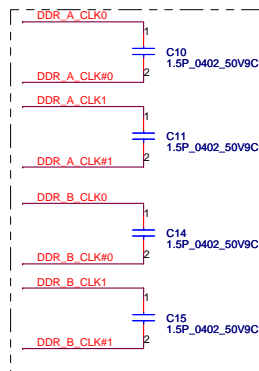 DDR_A_CLK0
1
C10
1.5P_0402_50V9C
2
DDR_A_CLK#0
DDR_A_CLK1
1
C11
1.5P_0402_50V9C
2
DDR_A_CLK#1
DDR_B_CLK0
1
C14
1.5P_0402_50V9C
2
DDR_B_CLK#0
DDR_B_CLK1
1
C15
1.5P_0402_50V9C
2
DDR_B_CLK#1